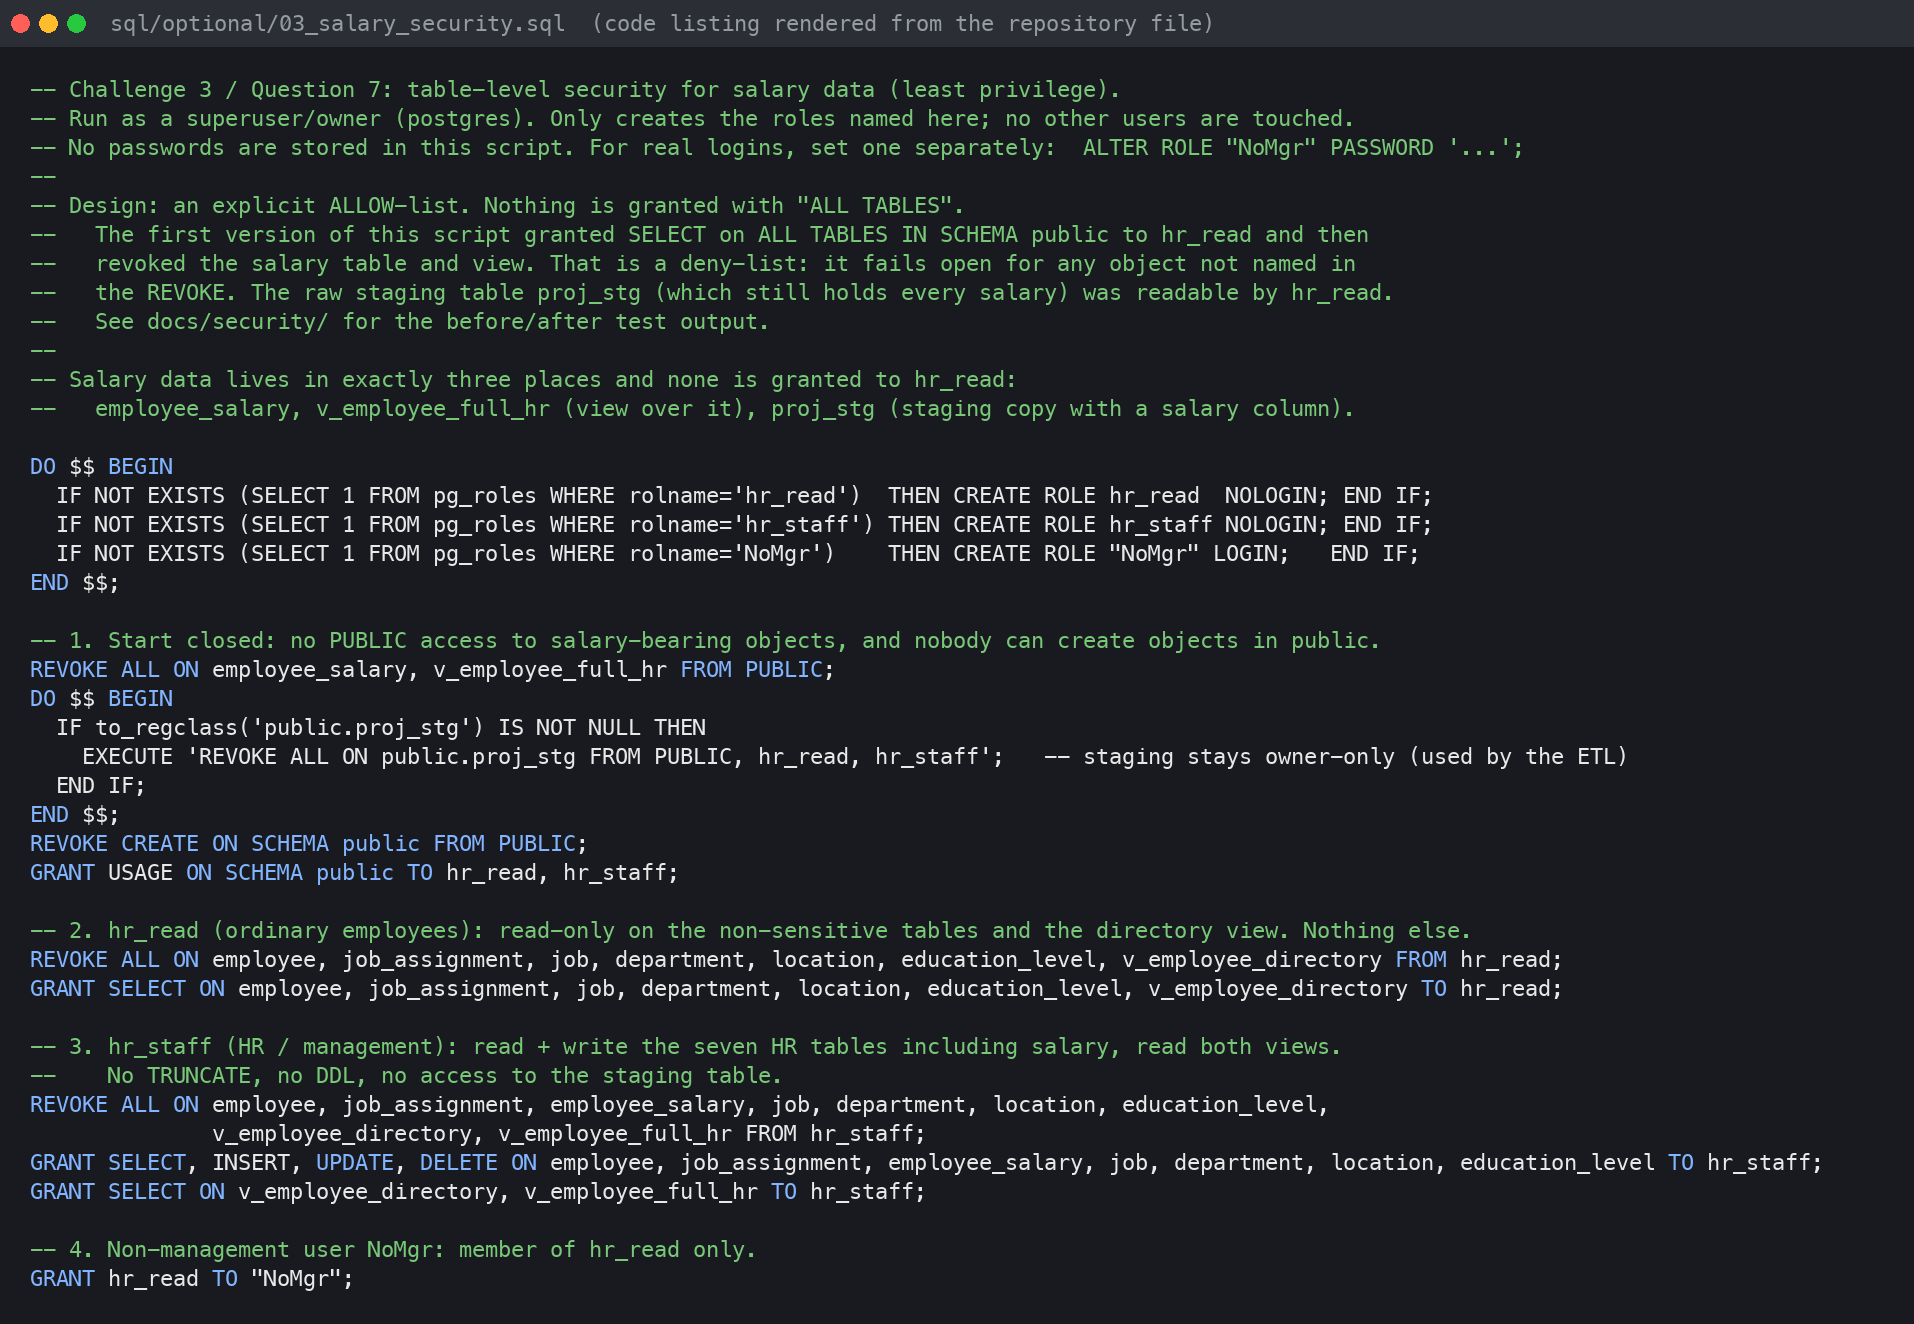 sql/optional/03_salary_security.sql  (code listing rendered from the repository file)
-- Challenge 3 / Question 7: table-level security for salary data (least privilege).
-- Run as a superuser/owner (postgres). Only creates the roles named here; no other users are touched.
-- No passwords are stored in this script. For real logins, set one separately:  ALTER ROLE "NoMgr" PASSWORD '...';
--
-- Design: an explicit ALLOW-list. Nothing is granted with "ALL TABLES".
--   The first version of this script granted SELECT on ALL TABLES IN SCHEMA public to hr_read and then
--   revoked the salary table and view. That is a deny-list: it fails open for any object not named in
--   the REVOKE. The raw staging table proj_stg (which still holds every salary) was readable by hr_read.
--   See docs/security/ for the before/after test output.
--
-- Salary data lives in exactly three places and none is granted to hr_read:
--   employee_salary, v_employee_full_hr (view over it), proj_stg (staging copy with a salary column).
DO $$ BEGIN
  IF NOT EXISTS (SELECT 1 FROM pg_roles WHERE rolname='hr_read')  THEN CREATE ROLE hr_read  NOLOGIN; END IF;
  IF NOT EXISTS (SELECT 1 FROM pg_roles WHERE rolname='hr_staff') THEN CREATE ROLE hr_staff NOLOGIN; END IF;
  IF NOT EXISTS (SELECT 1 FROM pg_roles WHERE rolname='NoMgr')    THEN CREATE ROLE "NoMgr" LOGIN;   END IF;
END $$;
-- 1. Start closed: no PUBLIC access to salary-bearing objects, and nobody can create objects in public.
REVOKE ALL ON employee_salary, v_employee_full_hr FROM PUBLIC;
DO $$ BEGIN
  IF to_regclass('public.proj_stg') IS NOT NULL THEN
    EXECUTE 'REVOKE ALL ON public.proj_stg FROM PUBLIC, hr_read, hr_staff';   -- staging stays owner-only (used by the ETL)
  END IF;
END $$;
REVOKE CREATE ON SCHEMA public FROM PUBLIC;
GRANT USAGE ON SCHEMA public TO hr_read, hr_staff;
-- 2. hr_read (ordinary employees): read-only on the non-sensitive tables and the directory view. Nothing else.
REVOKE ALL ON employee, job_assignment, job, department, location, education_level, v_employee_directory FROM hr_read;
GRANT SELECT ON employee, job_assignment, job, department, location, education_level, v_employee_directory TO hr_read;
-- 3. hr_staff (HR / management): read + write the seven HR tables including salary, read both views.
--    No TRUNCATE, no DDL, no access to the staging table.
REVOKE ALL ON employee, job_assignment, employee_salary, job, department, location, education_level,
              v_employee_directory, v_employee_full_hr FROM hr_staff;
GRANT SELECT, INSERT, UPDATE, DELETE ON employee, job_assignment, employee_salary, job, department, location, education_level TO hr_staff;
GRANT SELECT ON v_employee_directory, v_employee_full_hr TO hr_staff;
-- 4. Non-management user NoMgr: member of hr_read only.
GRANT hr_read TO "NoMgr";